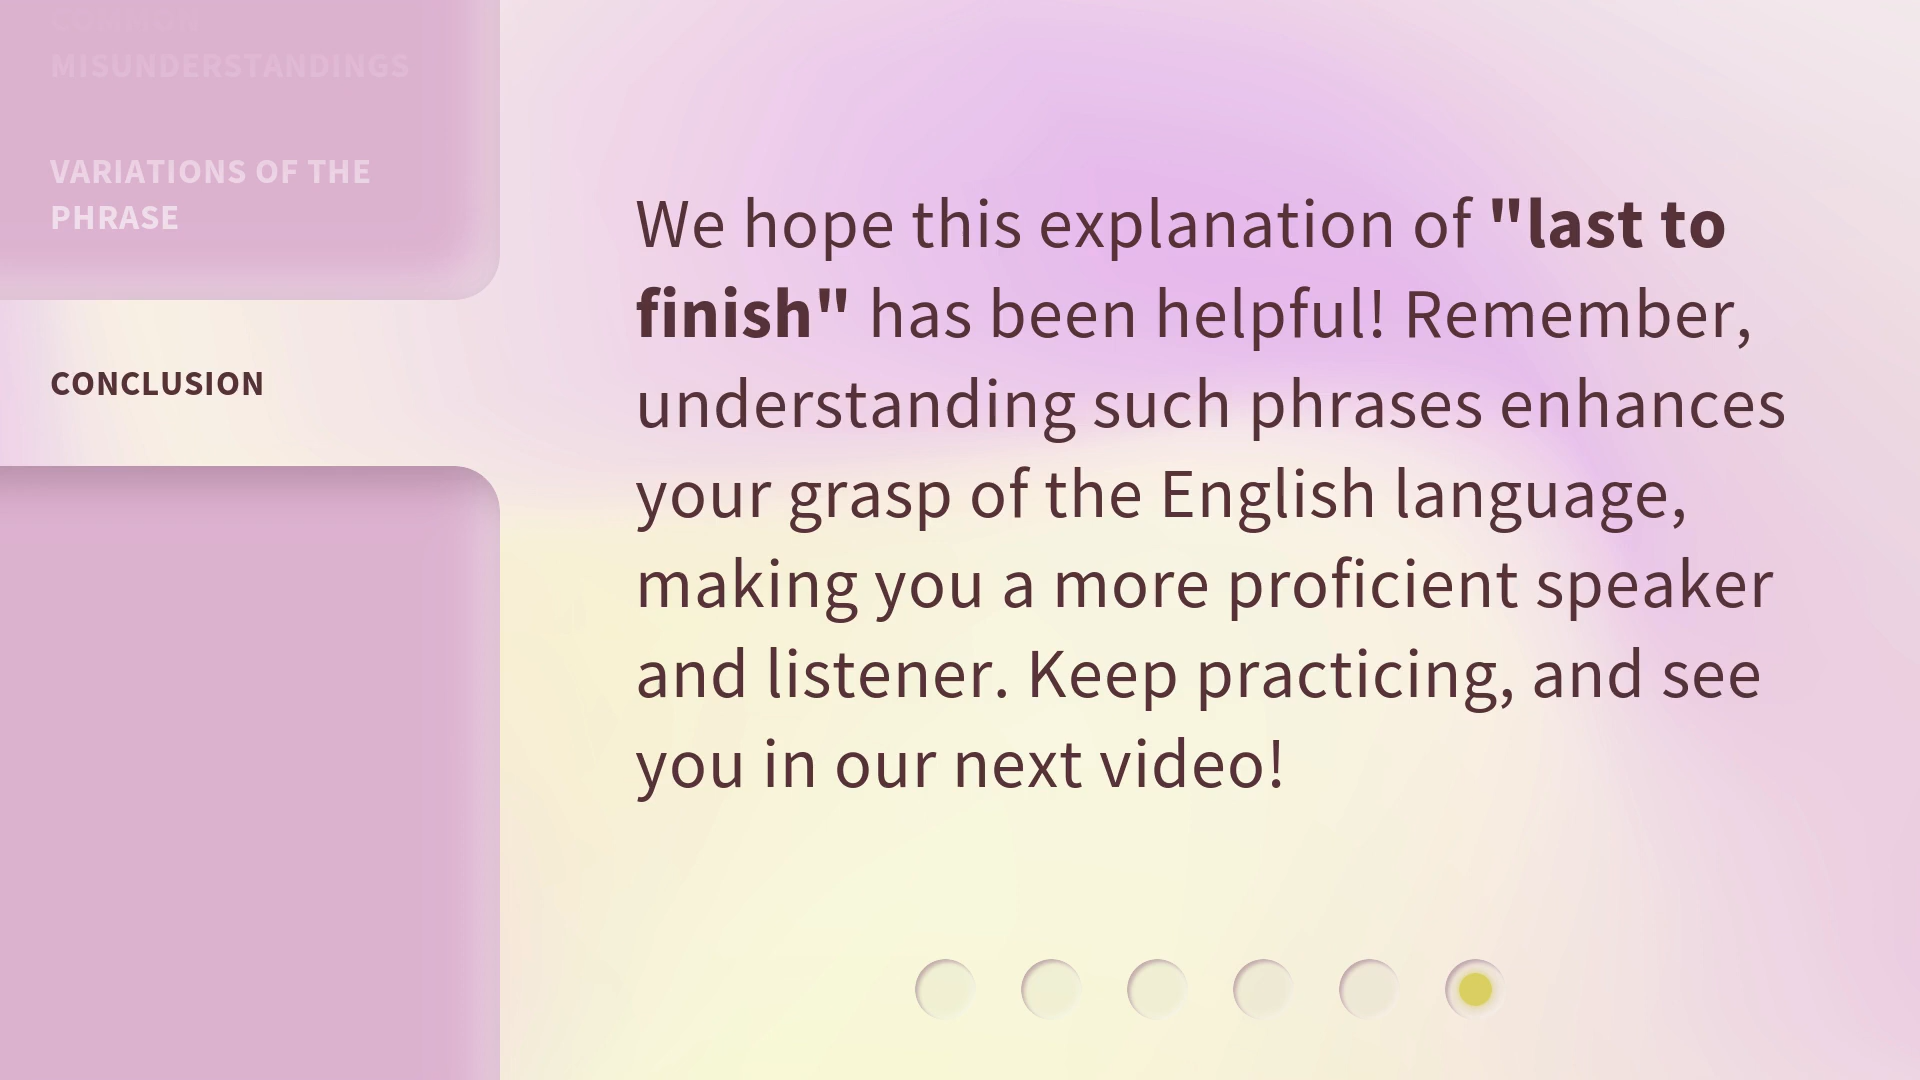 COMMON
MISUNDERSTANDINGS
VARIATIONS OF THE
PHRASE
CONCLUSION
We hope this explanation of "last to
finish" has been helpful! Remember,
understanding such phrases enhances
your grasp of the English language,
making you a more proficient speaker
and listener. Keep practicing, and see
you in our next video!